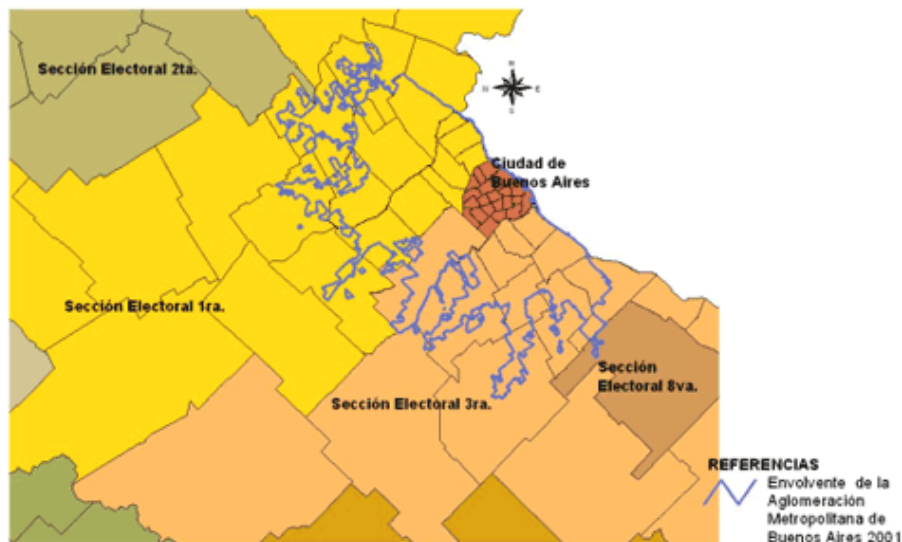 Sección Electoral 2ta.
Ciudad de
Buenos Aires
Sección Electoral 1ra.
Sección
Electoral 8va.
Sección Electoral 3ra.
REFERENCIAS
Envolvente de la
Aglomeración
Metropolitana de
Buenos Aires 2001